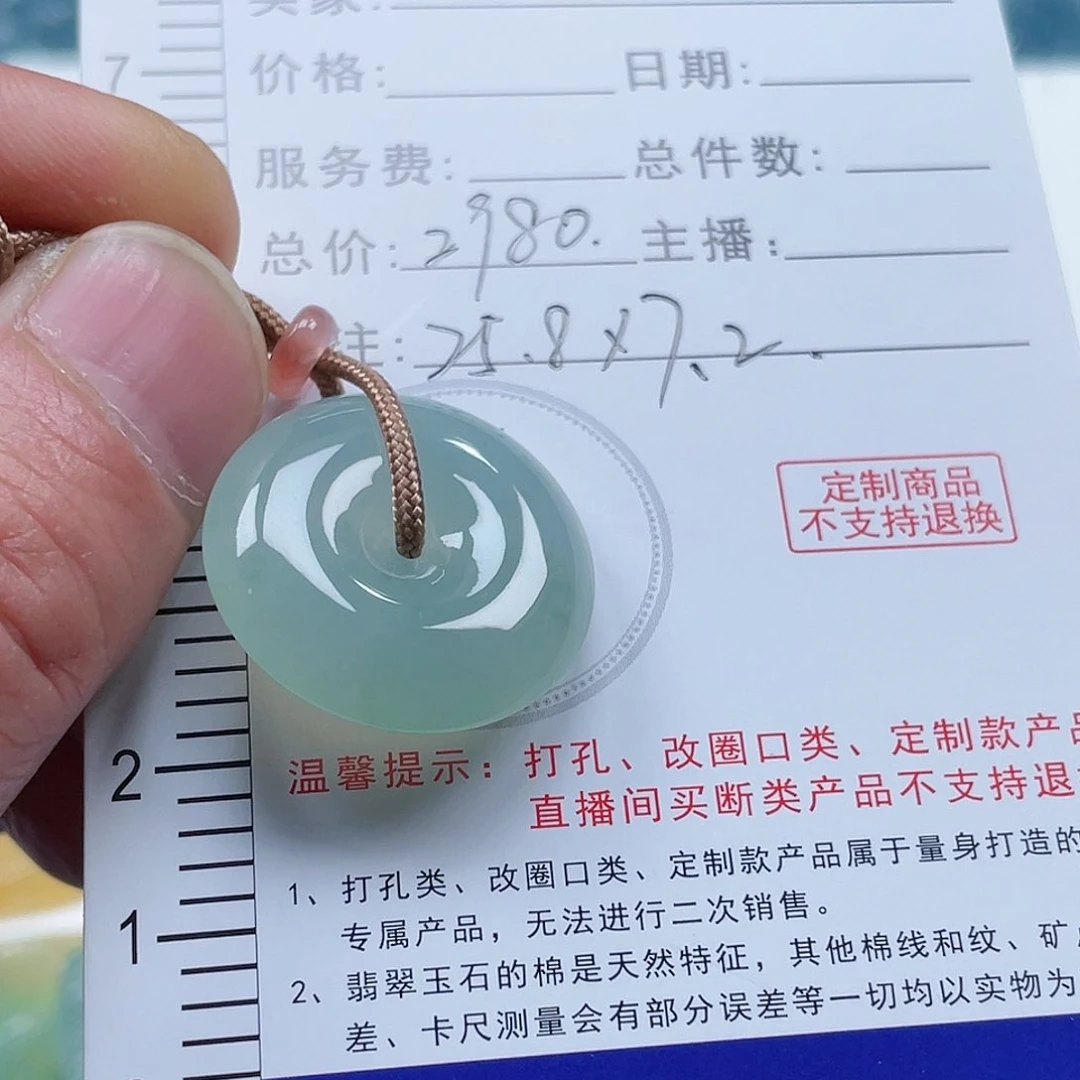 7
价格: 日期:
服务费: 总件数:
总价: 2980. 主播:
注: 25.8×7.2.
定制商品
不支持退换
温馨提示: 打孔、改圈口类、定制款产品
直播间买断类产品不支持退
2
1、打孔类、改圈口类、定制款产品属于量身打造的
专属产品，无法进行二次销售。
1
2、翡翠玉石的棉是天然特征，其他棉线和纹、矿
差、卡尺测量会有部分误差等一切均以实物为